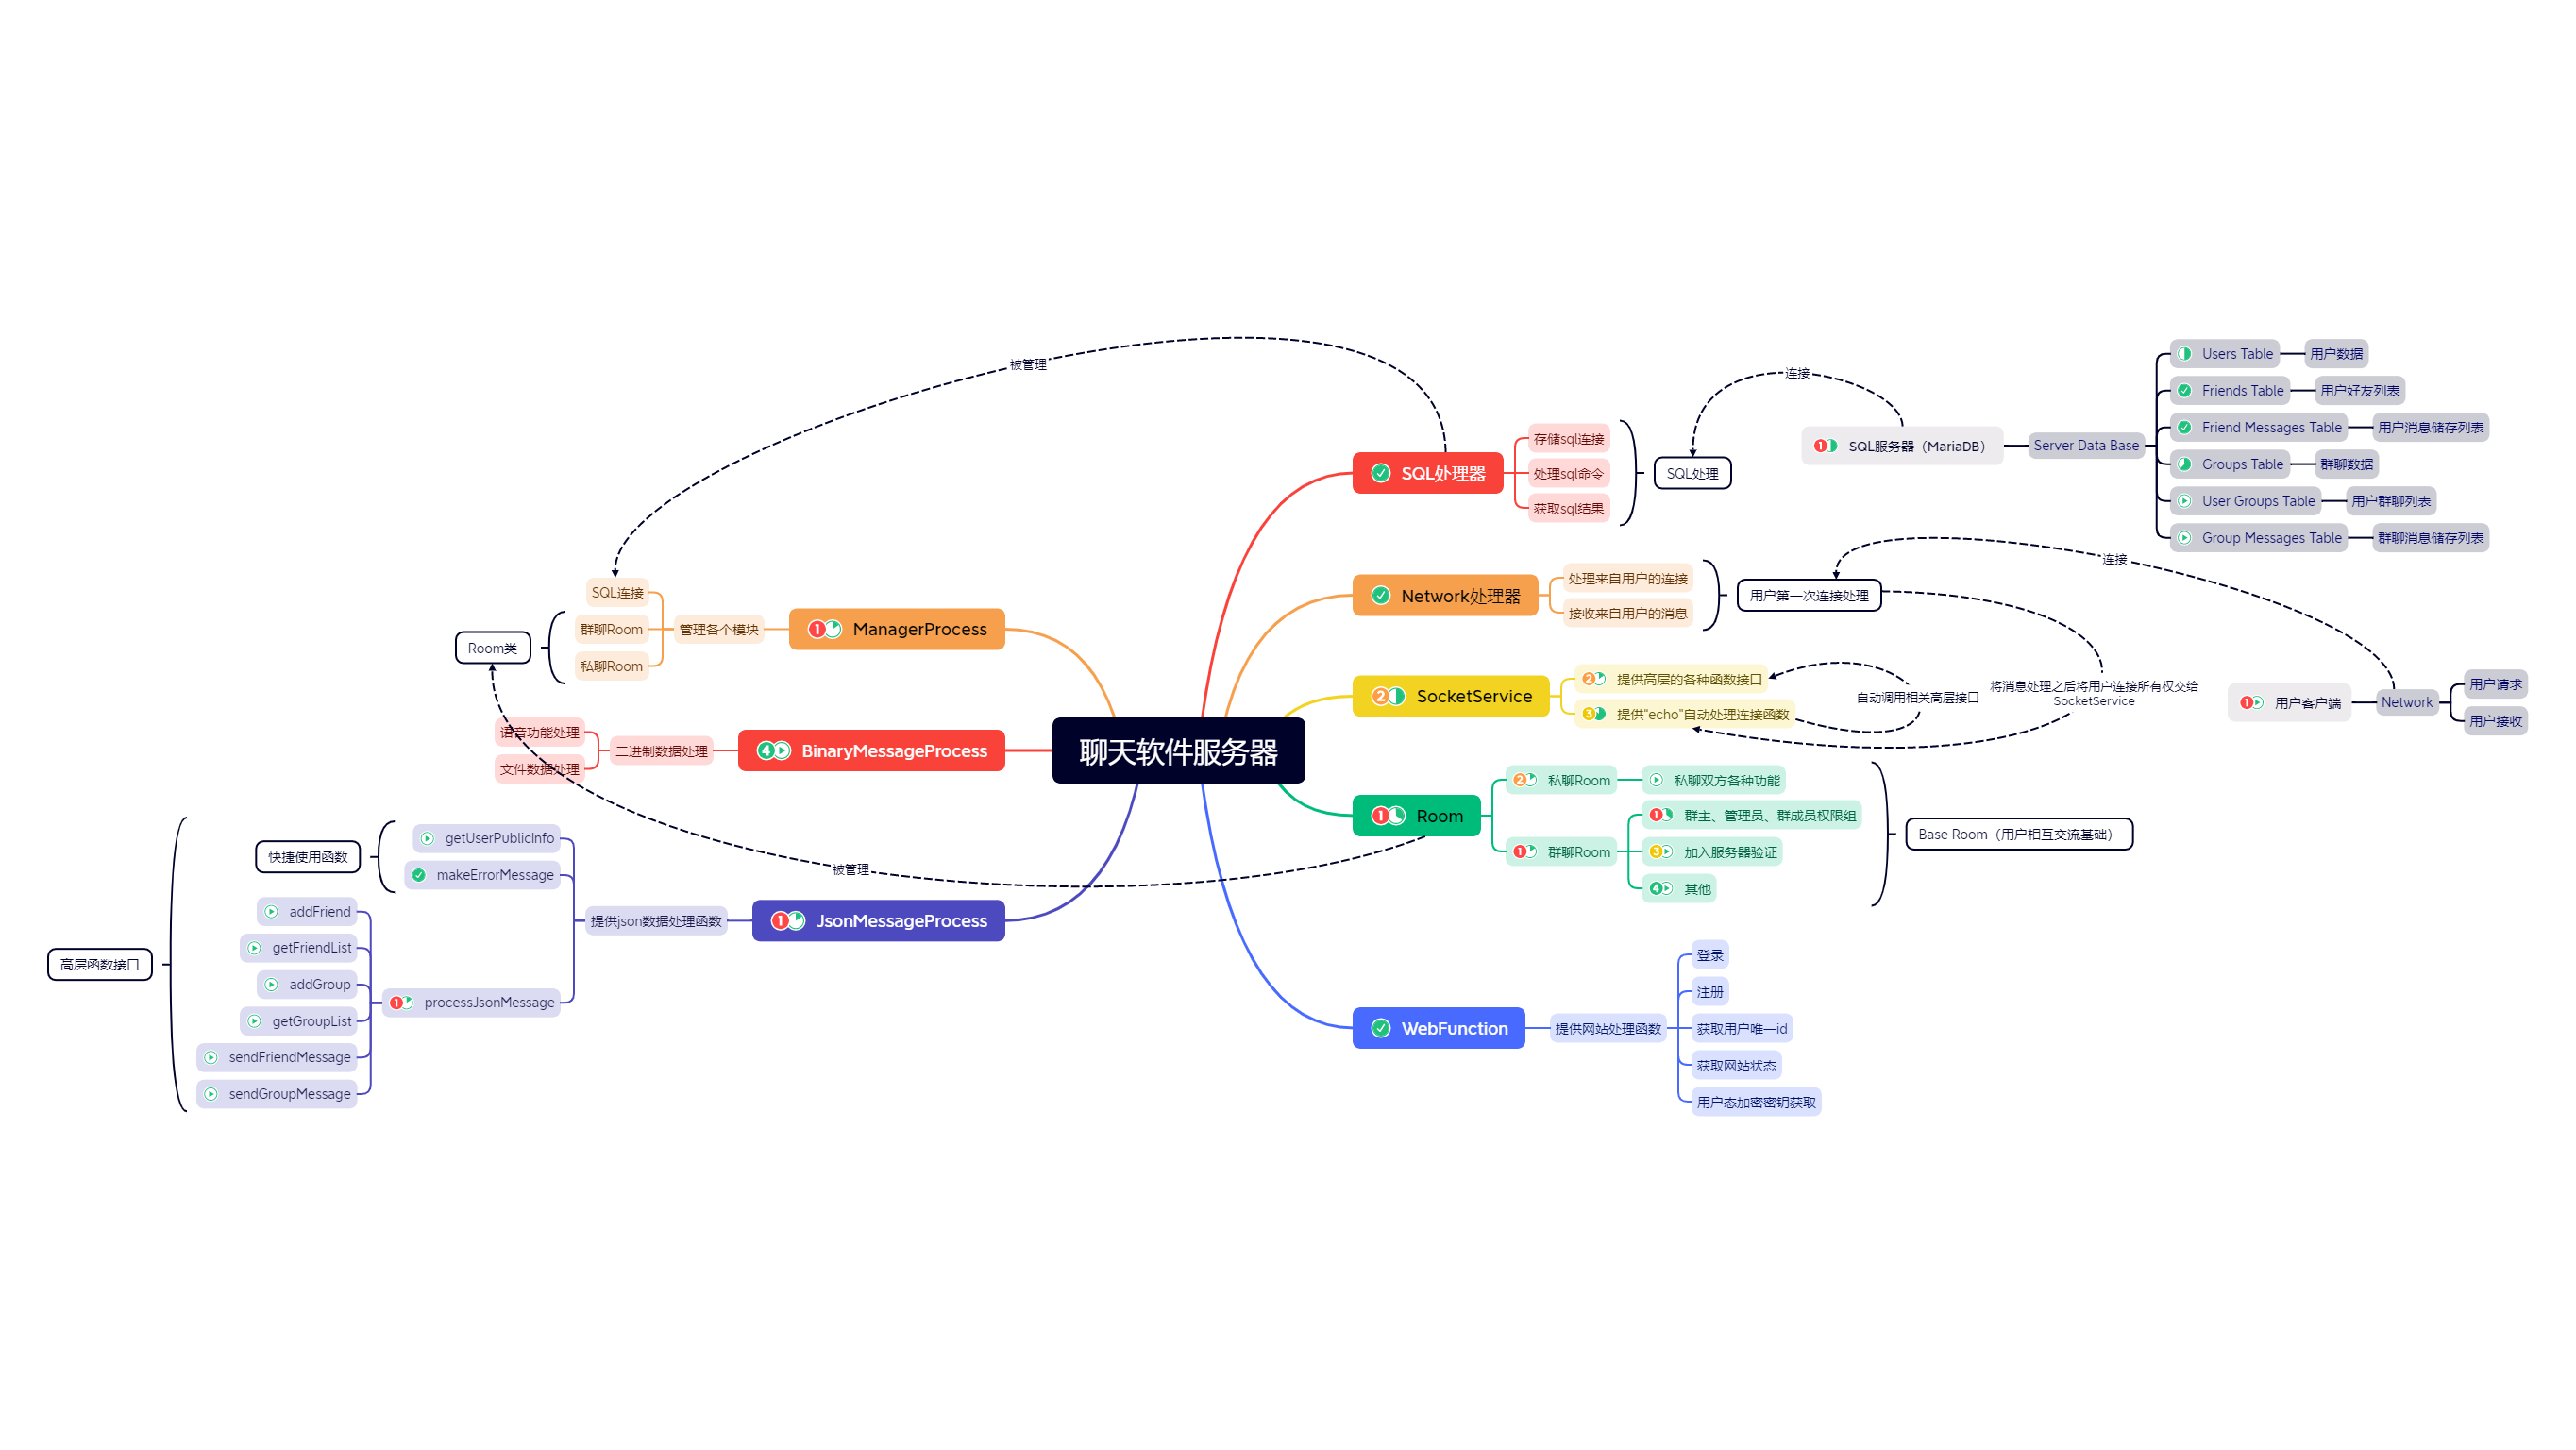 聊天软件服务器
SQL处理器
存储sql连接
处理sql命令
获取sql结果
SQL处理
被管理
连接
SQL服务器（MariaDB）
Server Data Base
Users Table
用户数据
Friends Table
用户好友列表
Friend Messages Table
用户消息储存列表
Groups Table
群聊数据
User Groups Table
用户群聊列表
Group Messages Table
群聊消息储存列表
Network处理器
处理来自用户的连接
接收来自用户的消息
用户第一次连接处理
连接
用户客户端
Network
用户请求
用户接收
将消息处理之后将用户连接所有权交给
SocketService
2
SocketService
2
提供高层的各种函数接口
3
提供"echo"自动处理连接函数
自动调用相关高层接口
1
Room
2
私聊Room
私聊双方各种功能
1
群聊Room
1
群主、管理员、群成员权限组
3
加入服务器验证
4
其他
Base Room（用户相互交流基础）
WebFunction
提供网站处理函数
登录
注册
获取用户唯一id
获取网站状态
用户态加密密钥获取
1
ManagerProcess
管理各个模块
SQL连接
群聊Room
私聊Room
Room类
4
BinaryMessageProcess
二进制数据处理
语音功能处理
文件数据处理
被管理
1
JsonMessageProcess
提供json数据处理函数
getUserPublicInfo
makeErrorMessage
快捷使用函数
1
processJsonMessage
addFriend
getFriendList
addGroup
getGroupList
sendFriendMessage
sendGroupMessage
高层函数接口
1
1